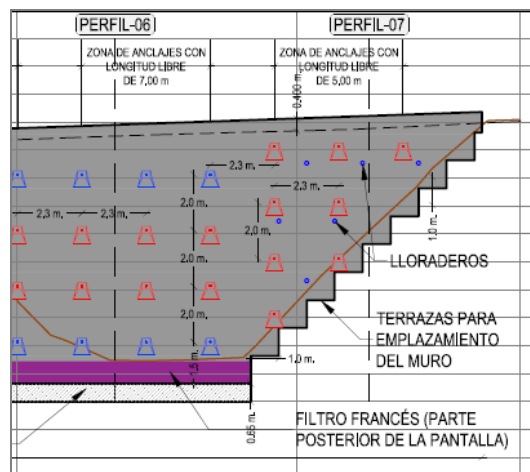 PERFIL-06
PERFIL-07
ZONA DE ANCLAJES CON
LONGITUD LIBRE
DE 7,00 m
ZONA DE ANCLAJES CON
LONGITUD LIBRE
DE 5,00 m
0.400 m.
2.3 m.
2.3 m.
2,3 m.
2,3 m.
2.0 m.
2.0 m.
2.0 m.
2.0 m.
1.0 m.
LLORADEROS
TERRAZAS PARA
EMPLAZAMIENTO
DEL MURO
1.0 m.
1.5 m.
0.65 m.
FILTRO FRANCÉS (PARTE
POSTERIOR DE LA PANTALLA)